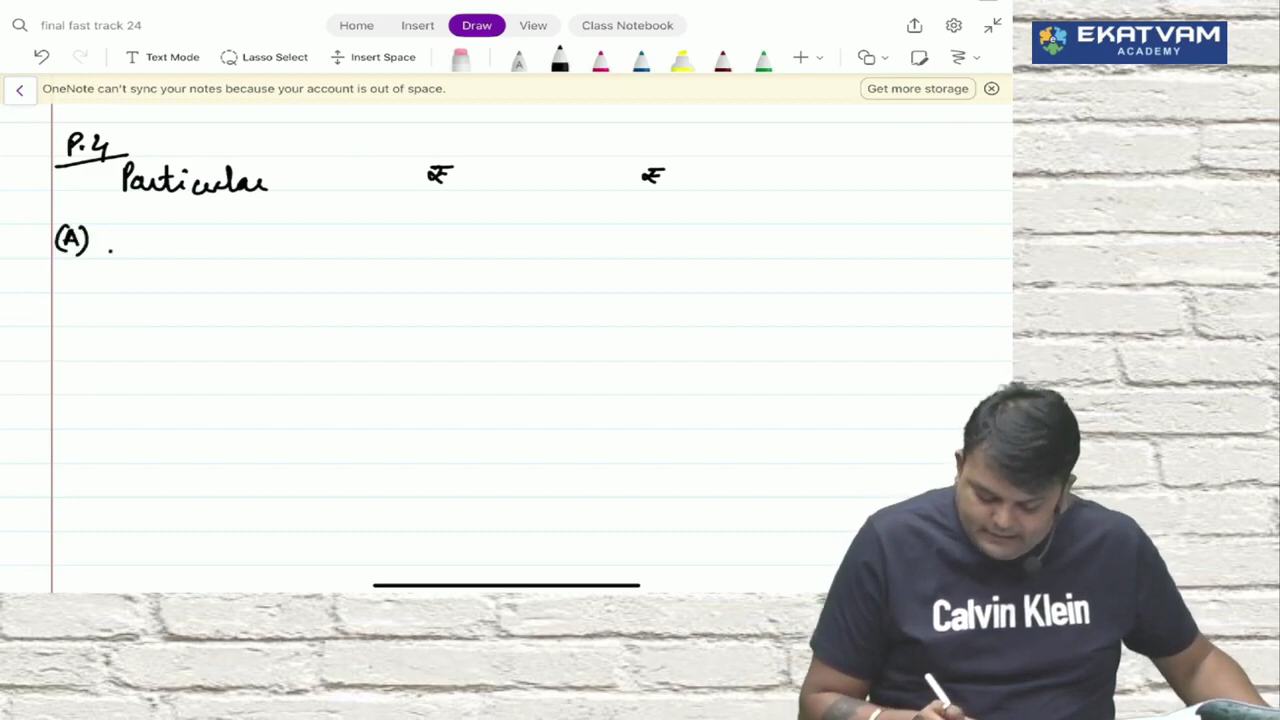 final fast track 24
Home Insert Draw View Class Notebook
Text Mode Lasso Select Insert Space
OneNote can't sync your notes because your account is out of space.
Get more storage
EKATVAM
ACADEMY
P.4
Particular ₹ ₹
(A) .
Calvin Klein